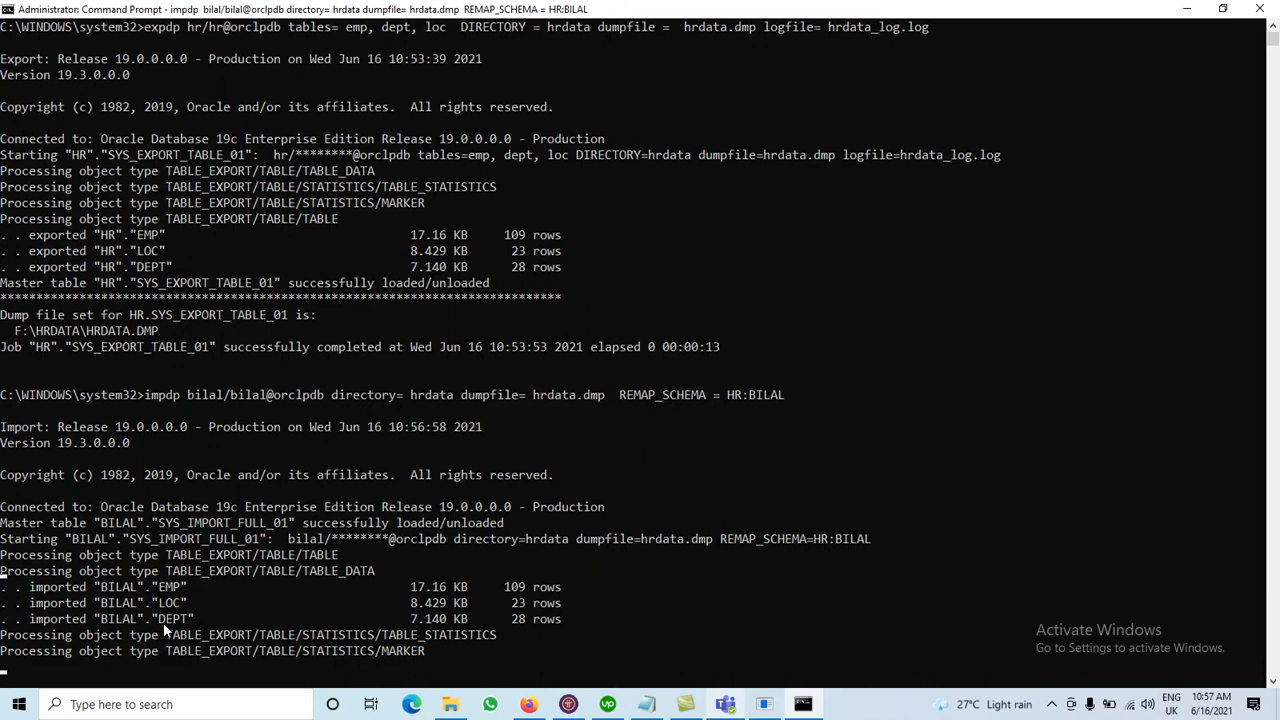 Administrator: Command Prompt - impdp  bilal/bilal@orclpdb directory= hrdata dumpfile= hrdata.dmp  REMAP_SCHEMA = HR:BILAL
C:\WINDOWS\system32>expdp hr/hr@orclpdb tables= emp, dept, loc  DIRECTORY = hrdata dumpfile =  hrdata.dmp logfile= hrdata_log.log
Export: Release 19.0.0.0.0 - Production on Wed Jun 16 10:53:39 2021
Version 19.3.0.0.0
Copyright (c) 1982, 2019, Oracle and/or its affiliates.  All rights reserved.
Connected to: Oracle Database 19c Enterprise Edition Release 19.0.0.0.0 - Production
Starting "HR"."SYS_EXPORT_TABLE_01":  hr/********@orclpdb tables=emp, dept, loc DIRECTORY=hrdata dumpfile=hrdata.dmp logfile=hrdata_log.log
Processing object type TABLE_EXPORT/TABLE/TABLE_DATA
Processing object type TABLE_EXPORT/TABLE/STATISTICS/TABLE_STATISTICS
Processing object type TABLE_EXPORT/TABLE/STATISTICS/MARKER
Processing object type TABLE_EXPORT/TABLE/TABLE
. . exported "HR"."EMP"                                  17.16 KB     109 rows
. . exported "HR"."LOC"                                  8.429 KB      23 rows
. . exported "HR"."DEPT"                                 7.140 KB      28 rows
Master table "HR"."SYS_EXPORT_TABLE_01" successfully loaded/unloaded
******************************************************************************
Dump file set for HR.SYS_EXPORT_TABLE_01 is:
  F:\HRDATA\HRDATA.DMP
Job "HR"."SYS_EXPORT_TABLE_01" successfully completed at Wed Jun 16 10:53:53 2021 elapsed 0 00:00:13
C:\WINDOWS\system32>impdp bilal/bilal@orclpdb directory= hrdata dumpfile= hrdata.dmp  REMAP_SCHEMA = HR:BILAL
Import: Release 19.0.0.0.0 - Production on Wed Jun 16 10:56:58 2021
Version 19.3.0.0.0
Copyright (c) 1982, 2019, Oracle and/or its affiliates.  All rights reserved.
Connected to: Oracle Database 19c Enterprise Edition Release 19.0.0.0.0 - Production
Master table "BILAL"."SYS_IMPORT_FULL_01" successfully loaded/unloaded
Starting "BILAL"."SYS_IMPORT_FULL_01":  bilal/********@orclpdb directory=hrdata dumpfile=hrdata.dmp REMAP_SCHEMA=HR:BILAL
Processing object type TABLE_EXPORT/TABLE/TABLE
Processing object type TABLE_EXPORT/TABLE/TABLE_DATA
. . imported "BILAL"."EMP"                               17.16 KB     109 rows
. . imported "BILAL"."LOC"                               8.429 KB      23 rows
. . imported "BILAL"."DEPT"                              7.140 KB      28 rows
Processing object type TABLE_EXPORT/TABLE/STATISTICS/TABLE_STATISTICS
Processing object type TABLE_EXPORT/TABLE/STATISTICS/MARKER
Activate Windows
Go to Settings to activate Windows.
Type here to search
up
27°C  Light rain
ENG
UK
10:57 AM
6/16/2021